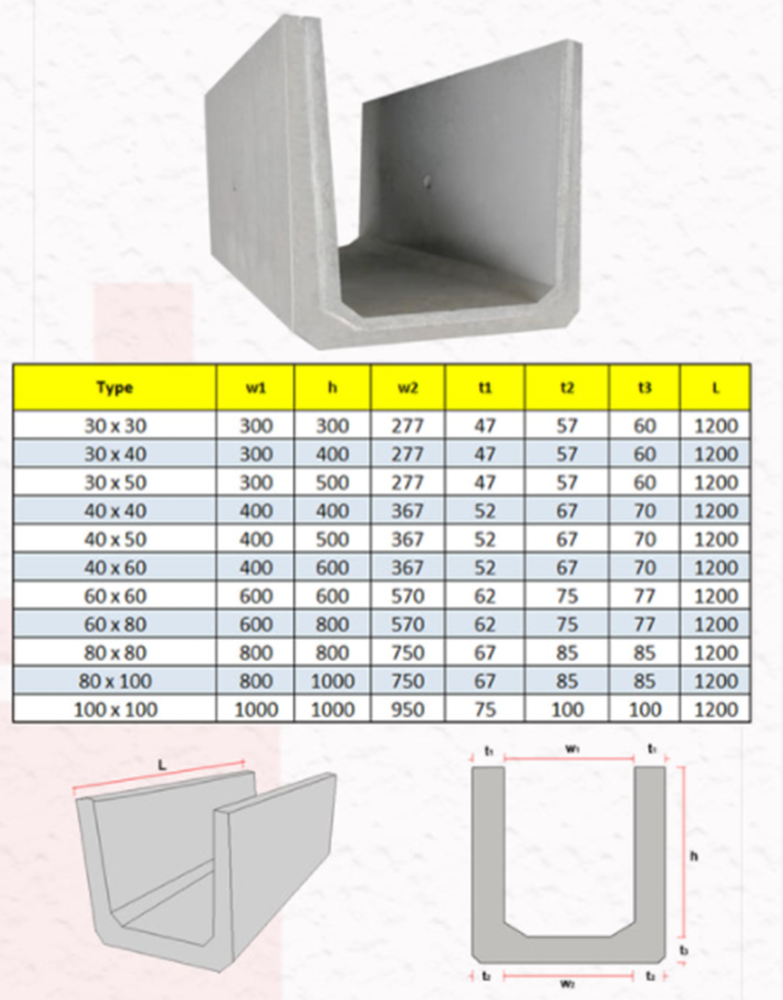 Type w1 h w2 t1 t2 t3 L
30 x 30 300 300 277 47 57 60 1200
30 x 40 300 400 277 47 57 60 1200
30 x 50 300 500 277 47 57 60 1200
40 x 40 400 400 367 52 67 70 1200
40 x 50 400 500 367 52 67 70 1200
40 x 60 400 600 367 52 67 70 1200
60 x 60 600 600 570 62 75 77 1200
60 x 80 600 800 570 62 75 77 1200
80 x 80 800 800 750 67 85 85 1200
80 x 100 800 1000 750 67 85 85 1200
100 x 100 1000 1000 950 75 100 100 1200
L
t₁ w₁ t₁
h
t₃
t₂ w₂ t₂